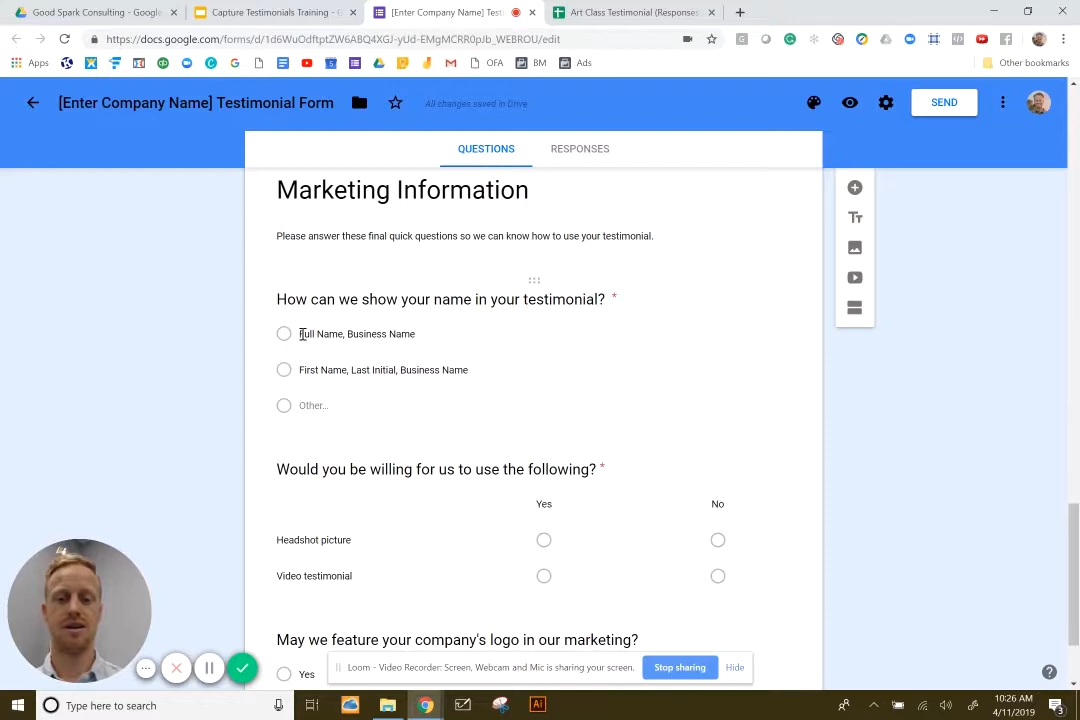 Good Spark Consulting - Google
Capture Testimonials Training - G
[Enter Company Name] Testi
Art Class Testimonial (Responses
https://docs.google.com/forms/d/1d6WuOdftptZW6ABQ4XGJ-yUd-EMgMCRR0pJb_WEBROU/edit
Apps
OFA
BM
Ads
Other bookmarks
[Enter Company Name] Testimonial Form
All changes saved in Drive
SEND
QUESTIONS
RESPONSES
Marketing Information
Please answer these final quick questions so we can know how to use your testimonial.
How can we show your name in your testimonial? *
Full Name, Business Name
First Name, Last Initial, Business Name
Other...
Would you be willing for us to use the following? *
Yes
No
Headshot picture
Video testimonial
May we feature your company's logo in our marketing?
Yes
Loom - Video Recorder: Screen, Webcam and Mic is sharing your screen.
Stop sharing
Hide
Type here to search
Ai
10:26 AM
4/11/2019
3